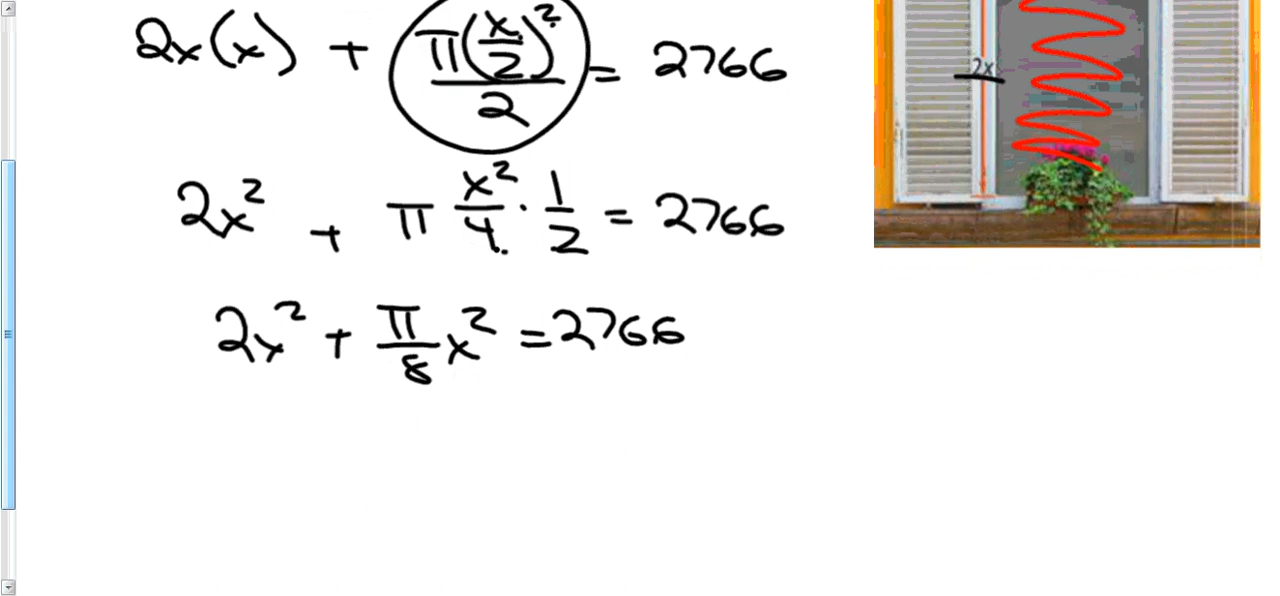 2x(x) + π(x/2)²/2 = 2766
2x
2x² + π x²/4 · 1/2 = 2766
2x² + π/8 x² = 2766